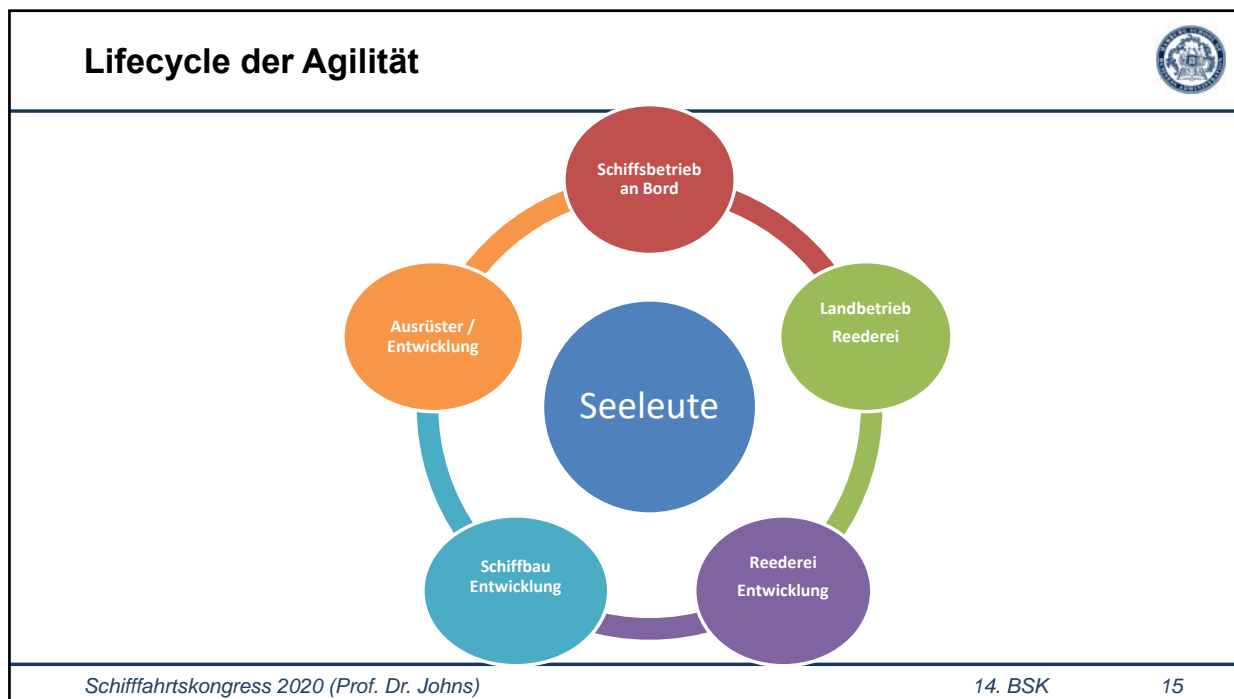 Lifecycle der Agilität
Schiffsbetrieb
an Bord
Landbetrieb
Reederei
Reederei
Entwicklung
Schiffbau
Entwicklung
Ausrüster /
Entwicklung
Seeleute
Schifffahrtskongress 2020 (Prof. Dr. Johns)
14. BSK
15